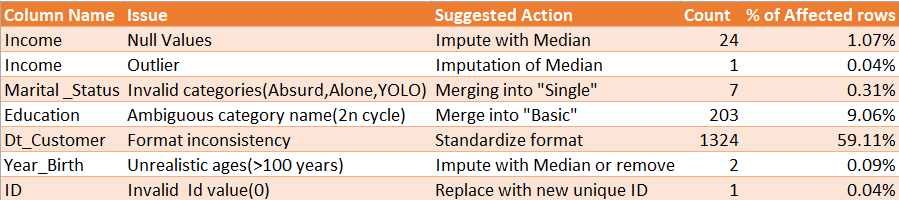 Column Name Issue Suggested Action Count % of Affected rows
Income Null Values Impute with Median 24 1.07%
Income Outlier Imputation of Median 1 0.04%
Marital _Status Invalid categories(Absurd,Alone,YOLO) Merging into "Single" 7 0.31%
Education Ambiguous category name(2n cycle) Merge into "Basic" 203 9.06%
Dt_Customer Format inconsistency Standardize format 1324 59.11%
Year_Birth Unrealistic ages(>100 years) Impute with Median or remove 2 0.09%
ID Invalid Id value(0) Replace with new unique ID 1 0.04%